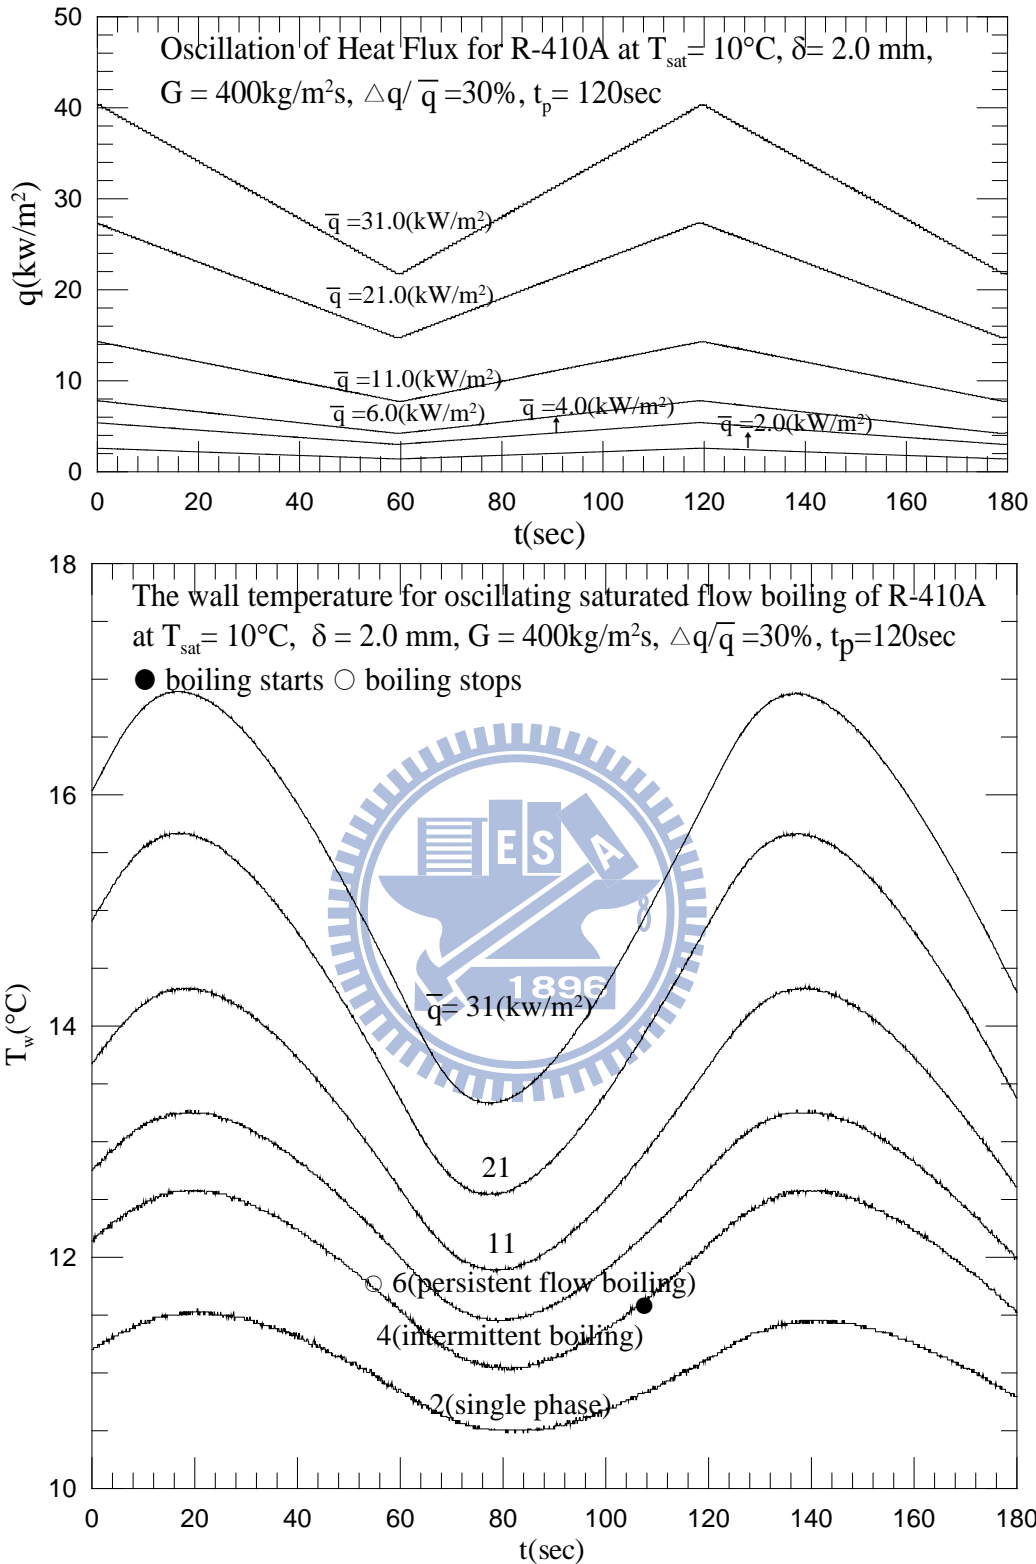 50
40
30
20
10
0
q(kw/m²)
Oscillation of Heat Flux for R-410A at T_sat= 10°C, δ= 2.0 mm,
G = 400kg/m²s, △q/ q̅ =30%, t_p= 120sec
q̅ =31.0(kW/m²)
q̅ =21.0(kW/m²)
q̅ =11.0(kW/m²)
q̅ =6.0(kW/m²)
q̅ =4.0(kW/m²)
q̅ =2.0(kW/m²)
0 20 40 60 80 100 120 140 160 180
t(sec)
18
16
14
12
10
T_w(°C)
The wall temperature for oscillating saturated flow boiling of R-410A
at T_sat= 10°C, δ = 2.0 mm, G = 400kg/m²s, △q/q̅ =30%, tp=120sec
● boiling starts ○ boiling stops
E S A
1896
q̅= 31(kw/m²)
21
11
6(persistent flow boiling)
4(intermittent boiling)
2(single phase)
0 20 40 60 80 100 120 140 160 180
t(sec)